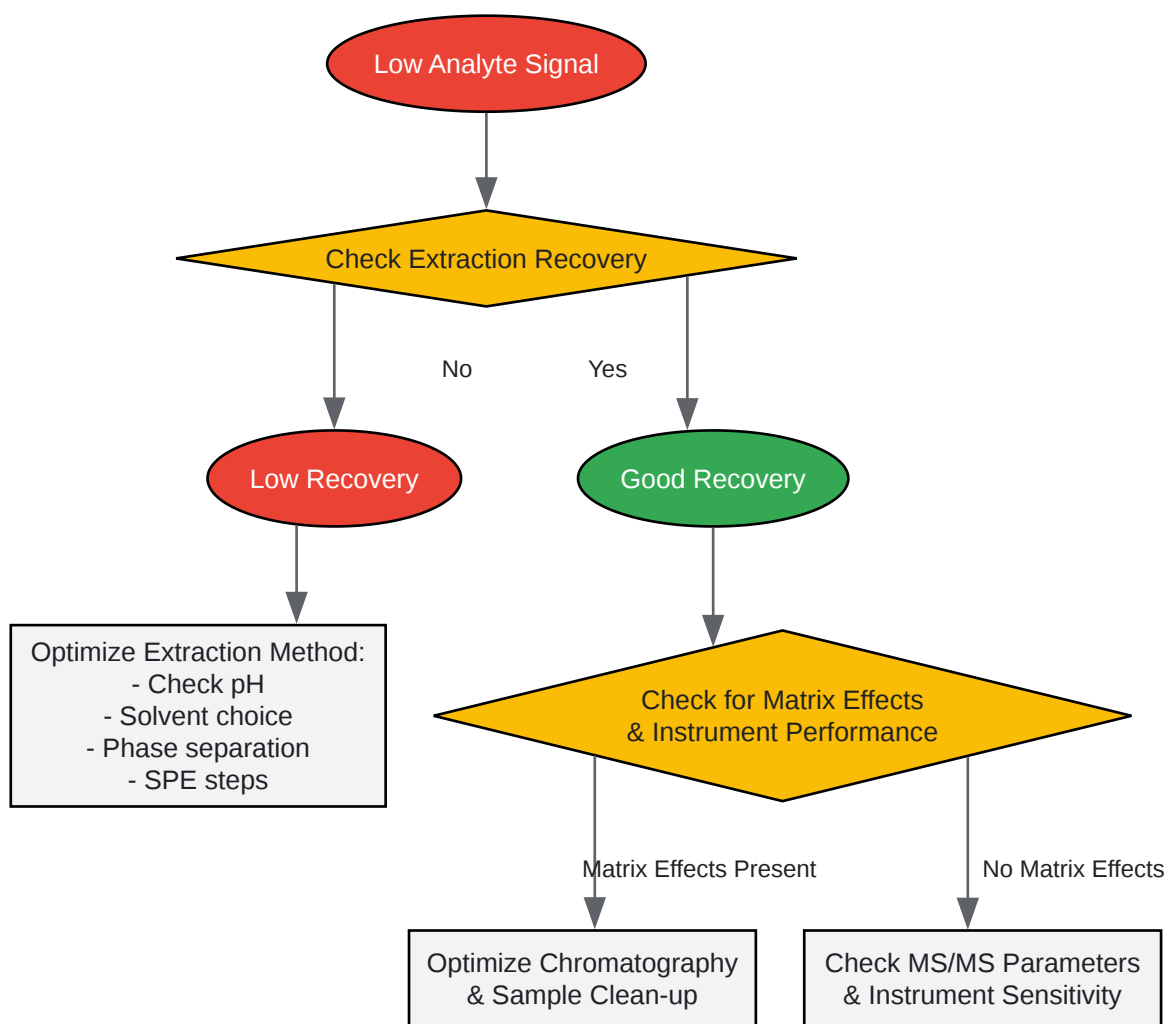 Low Analyte Signal
Check Extraction Recovery
No
Yes
Low Recovery
Good Recovery
Optimize Extraction Method:
- Check pH
- Solvent choice
- Phase separation
- SPE steps
Check for Matrix Effects
& Instrument Performance
Matrix Effects Present
No Matrix Effects
Optimize Chromatography
& Sample Clean-up
Check MS/MS Parameters
& Instrument Sensitivity